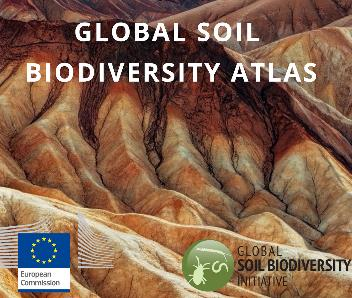 GLOBAL SOIL
BIODIVERSITY ATLAS
European
Commission
GLOBAL
SOIL BIODIVERSITY
INITIATIVE